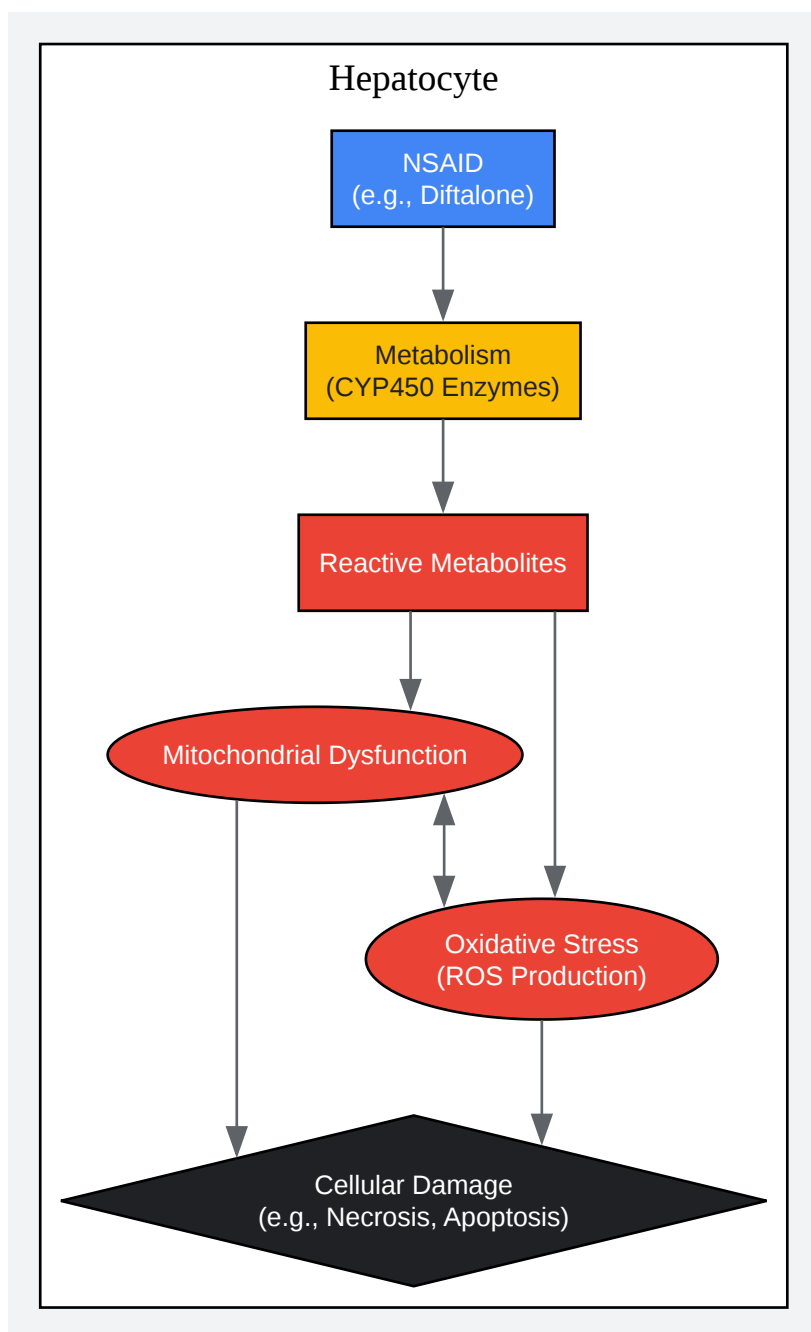 Hepatocyte
NSAID
(e.g., Diftalone)
Metabolism
(CYP450 Enzymes)
Reactive Metabolites
Mitochondrial Dysfunction
Oxidative Stress
(ROS Production)
Cellular Damage
(e.g., Necrosis, Apoptosis)